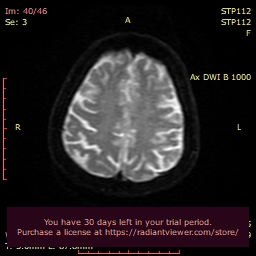 Im: 40/46
Se: 3
A
STP112
STP112
F
Ax DWI B 1000
R
L
You have 30 days left in your trial period.
Purchase a license at https://radiantviewer.com/store/